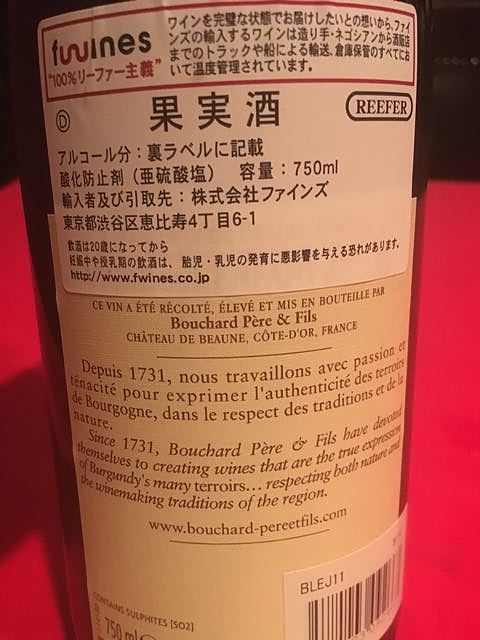 fwines
"100%リーファー主義"
ワインを完璧な状態でお届けしたいとの想いから、ファイ
ンズの輸入するワインは造り手・ネゴシアンから酒販店
までのトラックや船による輸送、倉庫保管のすべてにお
いて温度管理されています。
D
果実酒
REEFER
アルコール分：裏ラベルに記載
酸化防止剤（亜硫酸塩） 容量：750ml
輸入者及び引取先：株式会社ファインズ
東京都渋谷区恵比寿4丁目6-1
飲酒は20歳になってから
妊娠中や授乳期の飲酒は、胎児・乳児の発育に悪影響を与える恐れがあります。
http://www.fwines.co.jp
CE VIN A ÉTÉ RÉCOLTÉ, ÉLEVÉ ET MIS EN BOUTEILLE PAR
Bouchard Père & Fils
CHÂTEAU DE BEAUNE, CÔTE-D'OR, FRANCE
Depuis 1731, nous travaillons avec passion et
ténacité pour exprimer l'authenticité des terroirs
de Bourgogne, dans le respect des traditions et de la
nature.
Since 1731, Bouchard Père & Fils have devoted
themselves to creating wines that are the true expression
of Burgundy's many terroirs... respecting both nature and
the winemaking traditions of the region.
www.bouchard-pereetfils.com
BLEJ11
CONTAINS SULPHITES [SO2]
750 ml